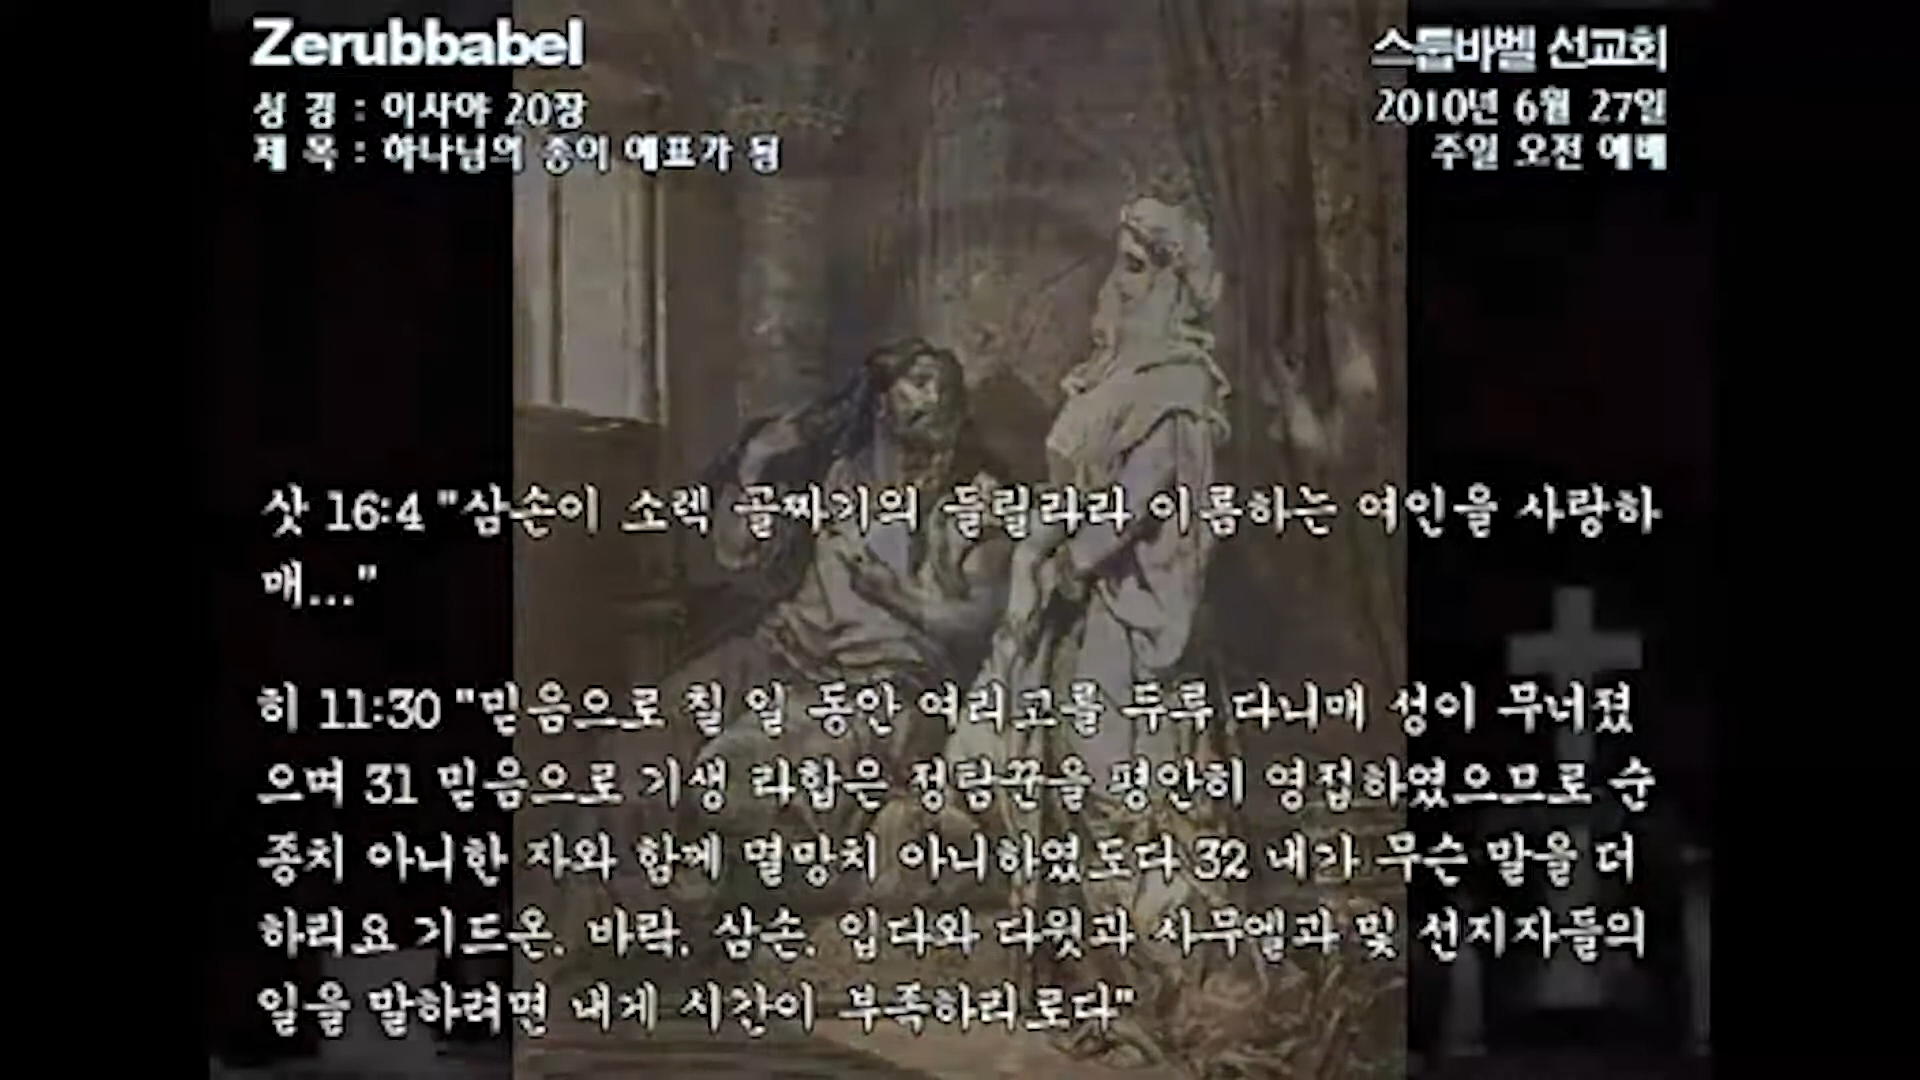 Zerubbabel
성 경 : 이사야 20장
제 목 : 하나님의 종이 예표가 됨
스룹바벨 선교회
2010년 6월 27일
주일 오전 예배
삿 16:4 "삼손이 소렉 골짜기의 들릴라라 이름하는 여인을 사랑하
매..."
히 11:30 "믿음으로 칠 일 동안 여리고를 두루 다니매 성이 무너졌
으며 31 믿음으로 기생 라합은 정탐꾼을 평안히 영접하였으므로 순
종치 아니한 자와 함께 멸망치 아니하였도다 32 내가 무슨 말을 더
하리요 기드온, 바락, 삼손, 입다와 다윗과 사무엘과 및 선지자들의
일을 말하려면 내게 시간이 부족하리로다"